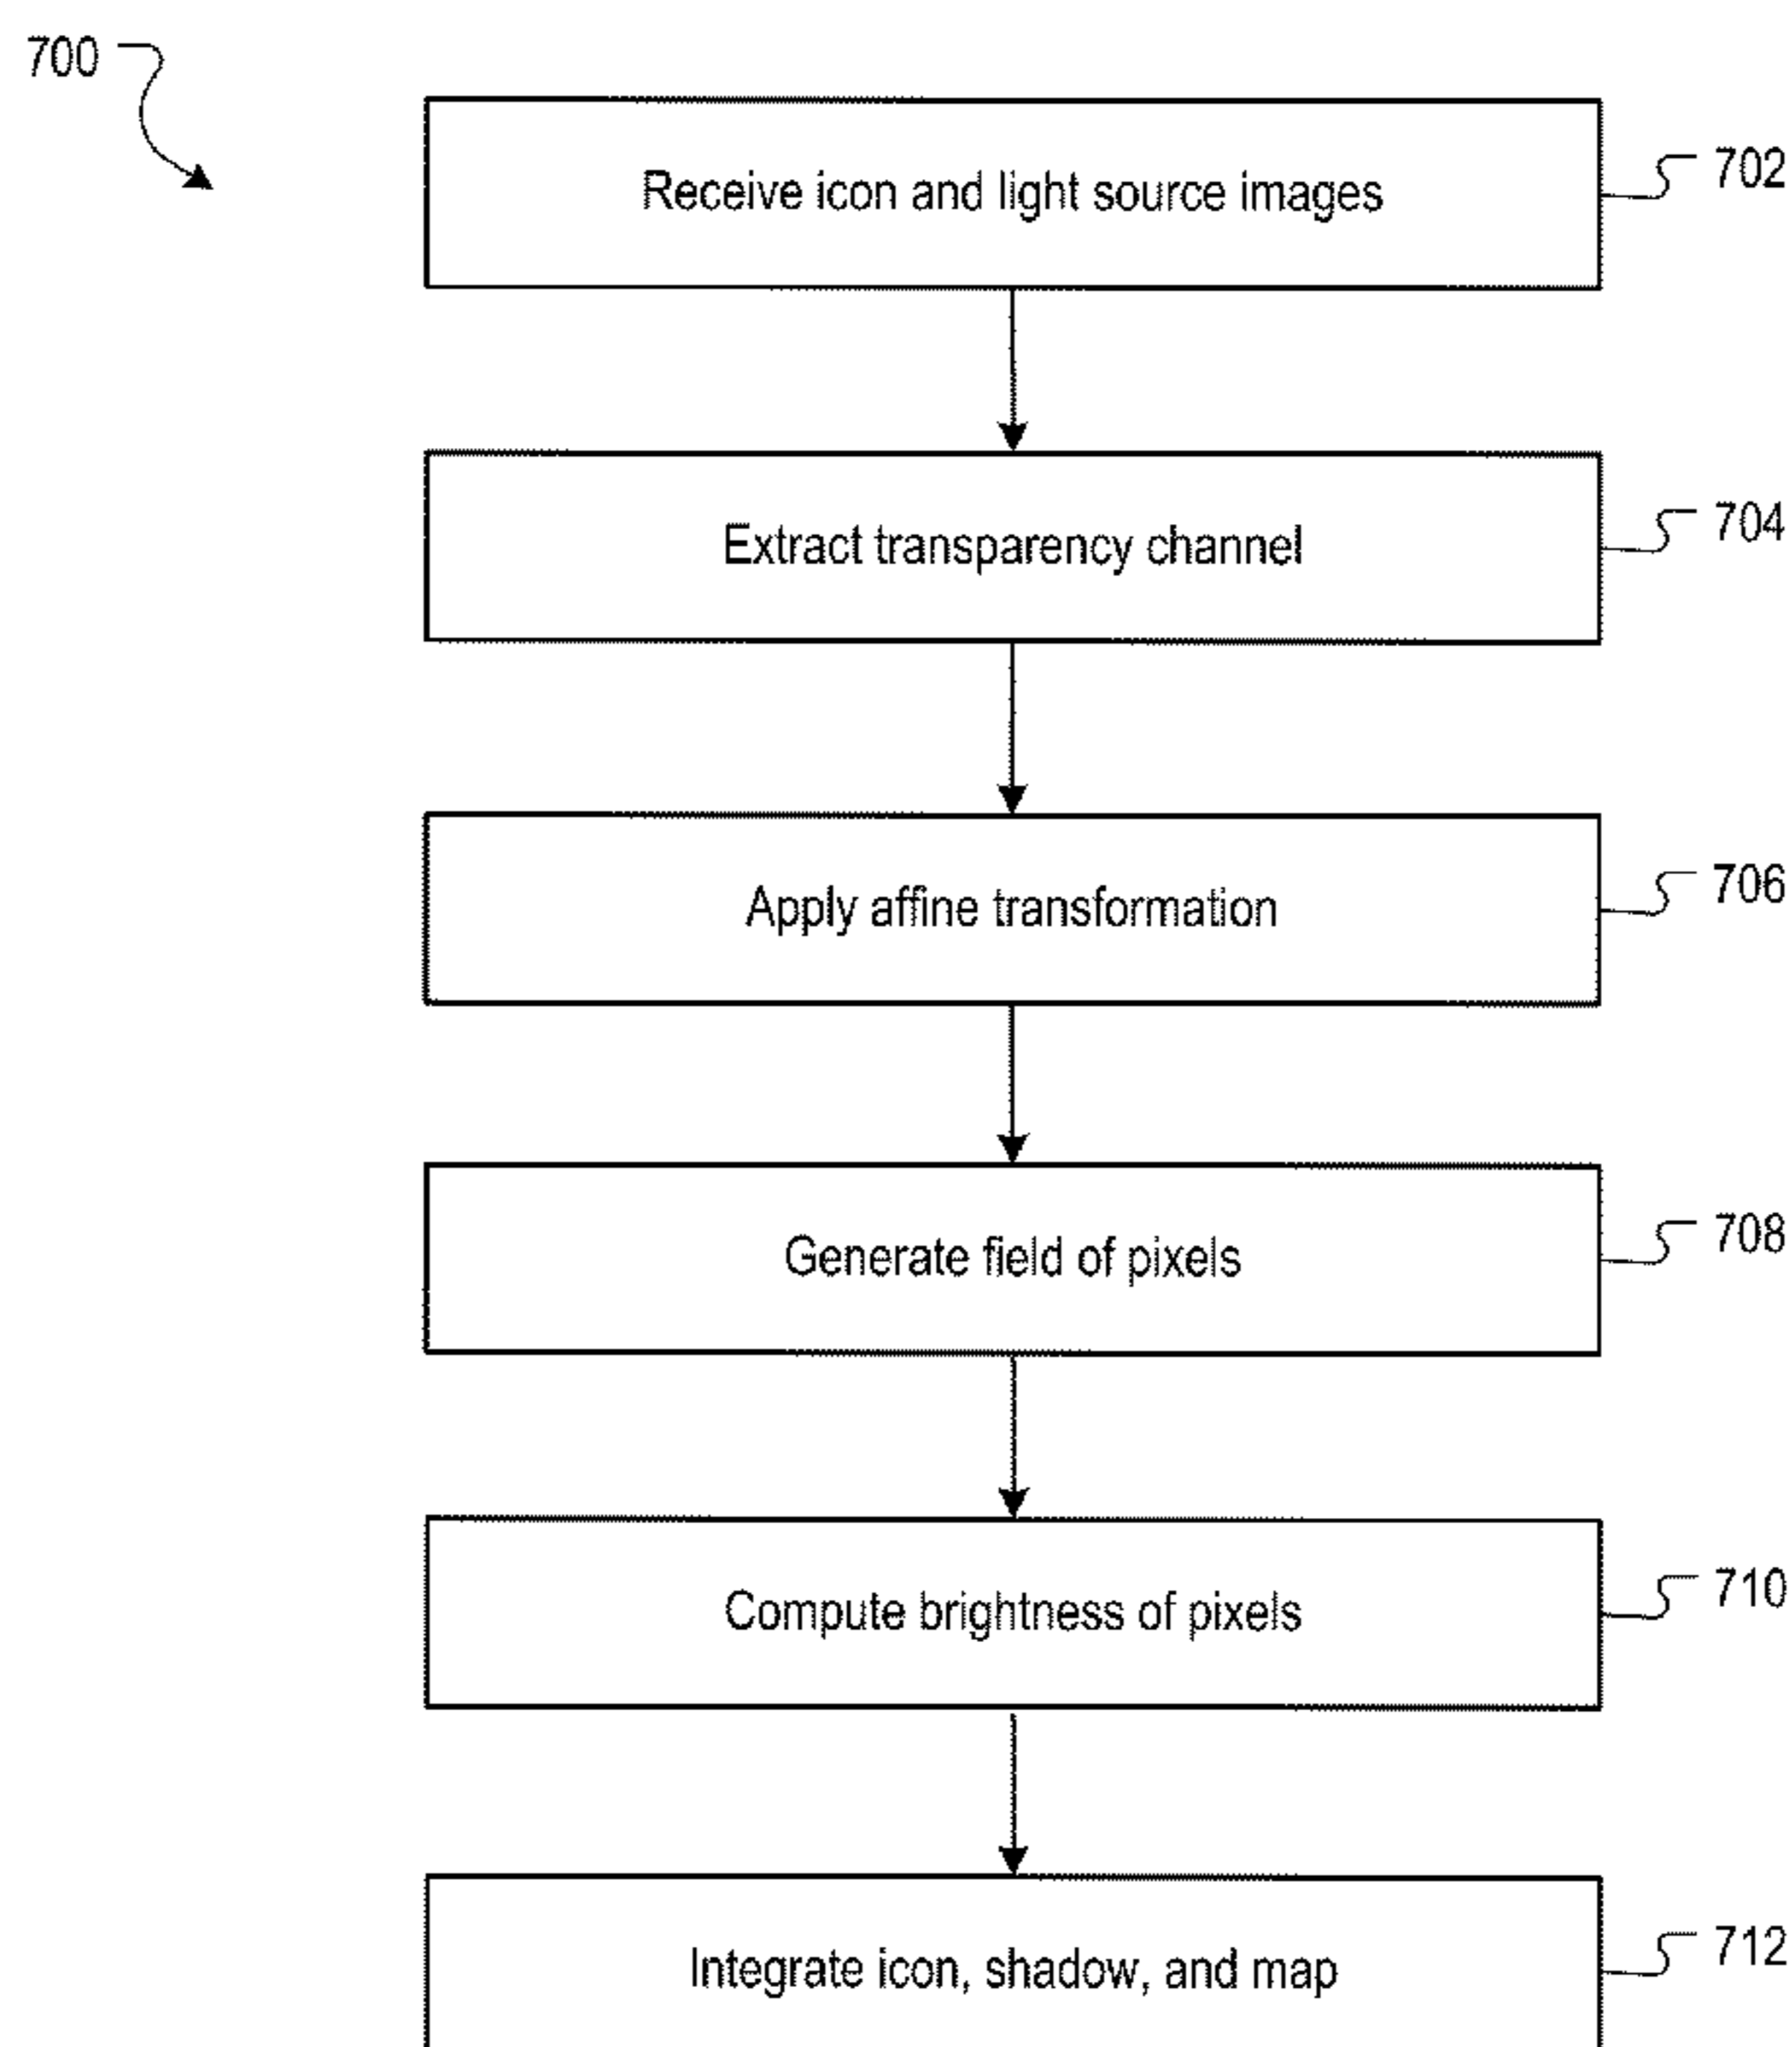 700
Receive icon and light source images
702
Extract transparency channel
704
Apply affine transformation
706
Generate field of pixels
708
Compute brightness of pixels
710
Integrate icon, shadow, and map
712